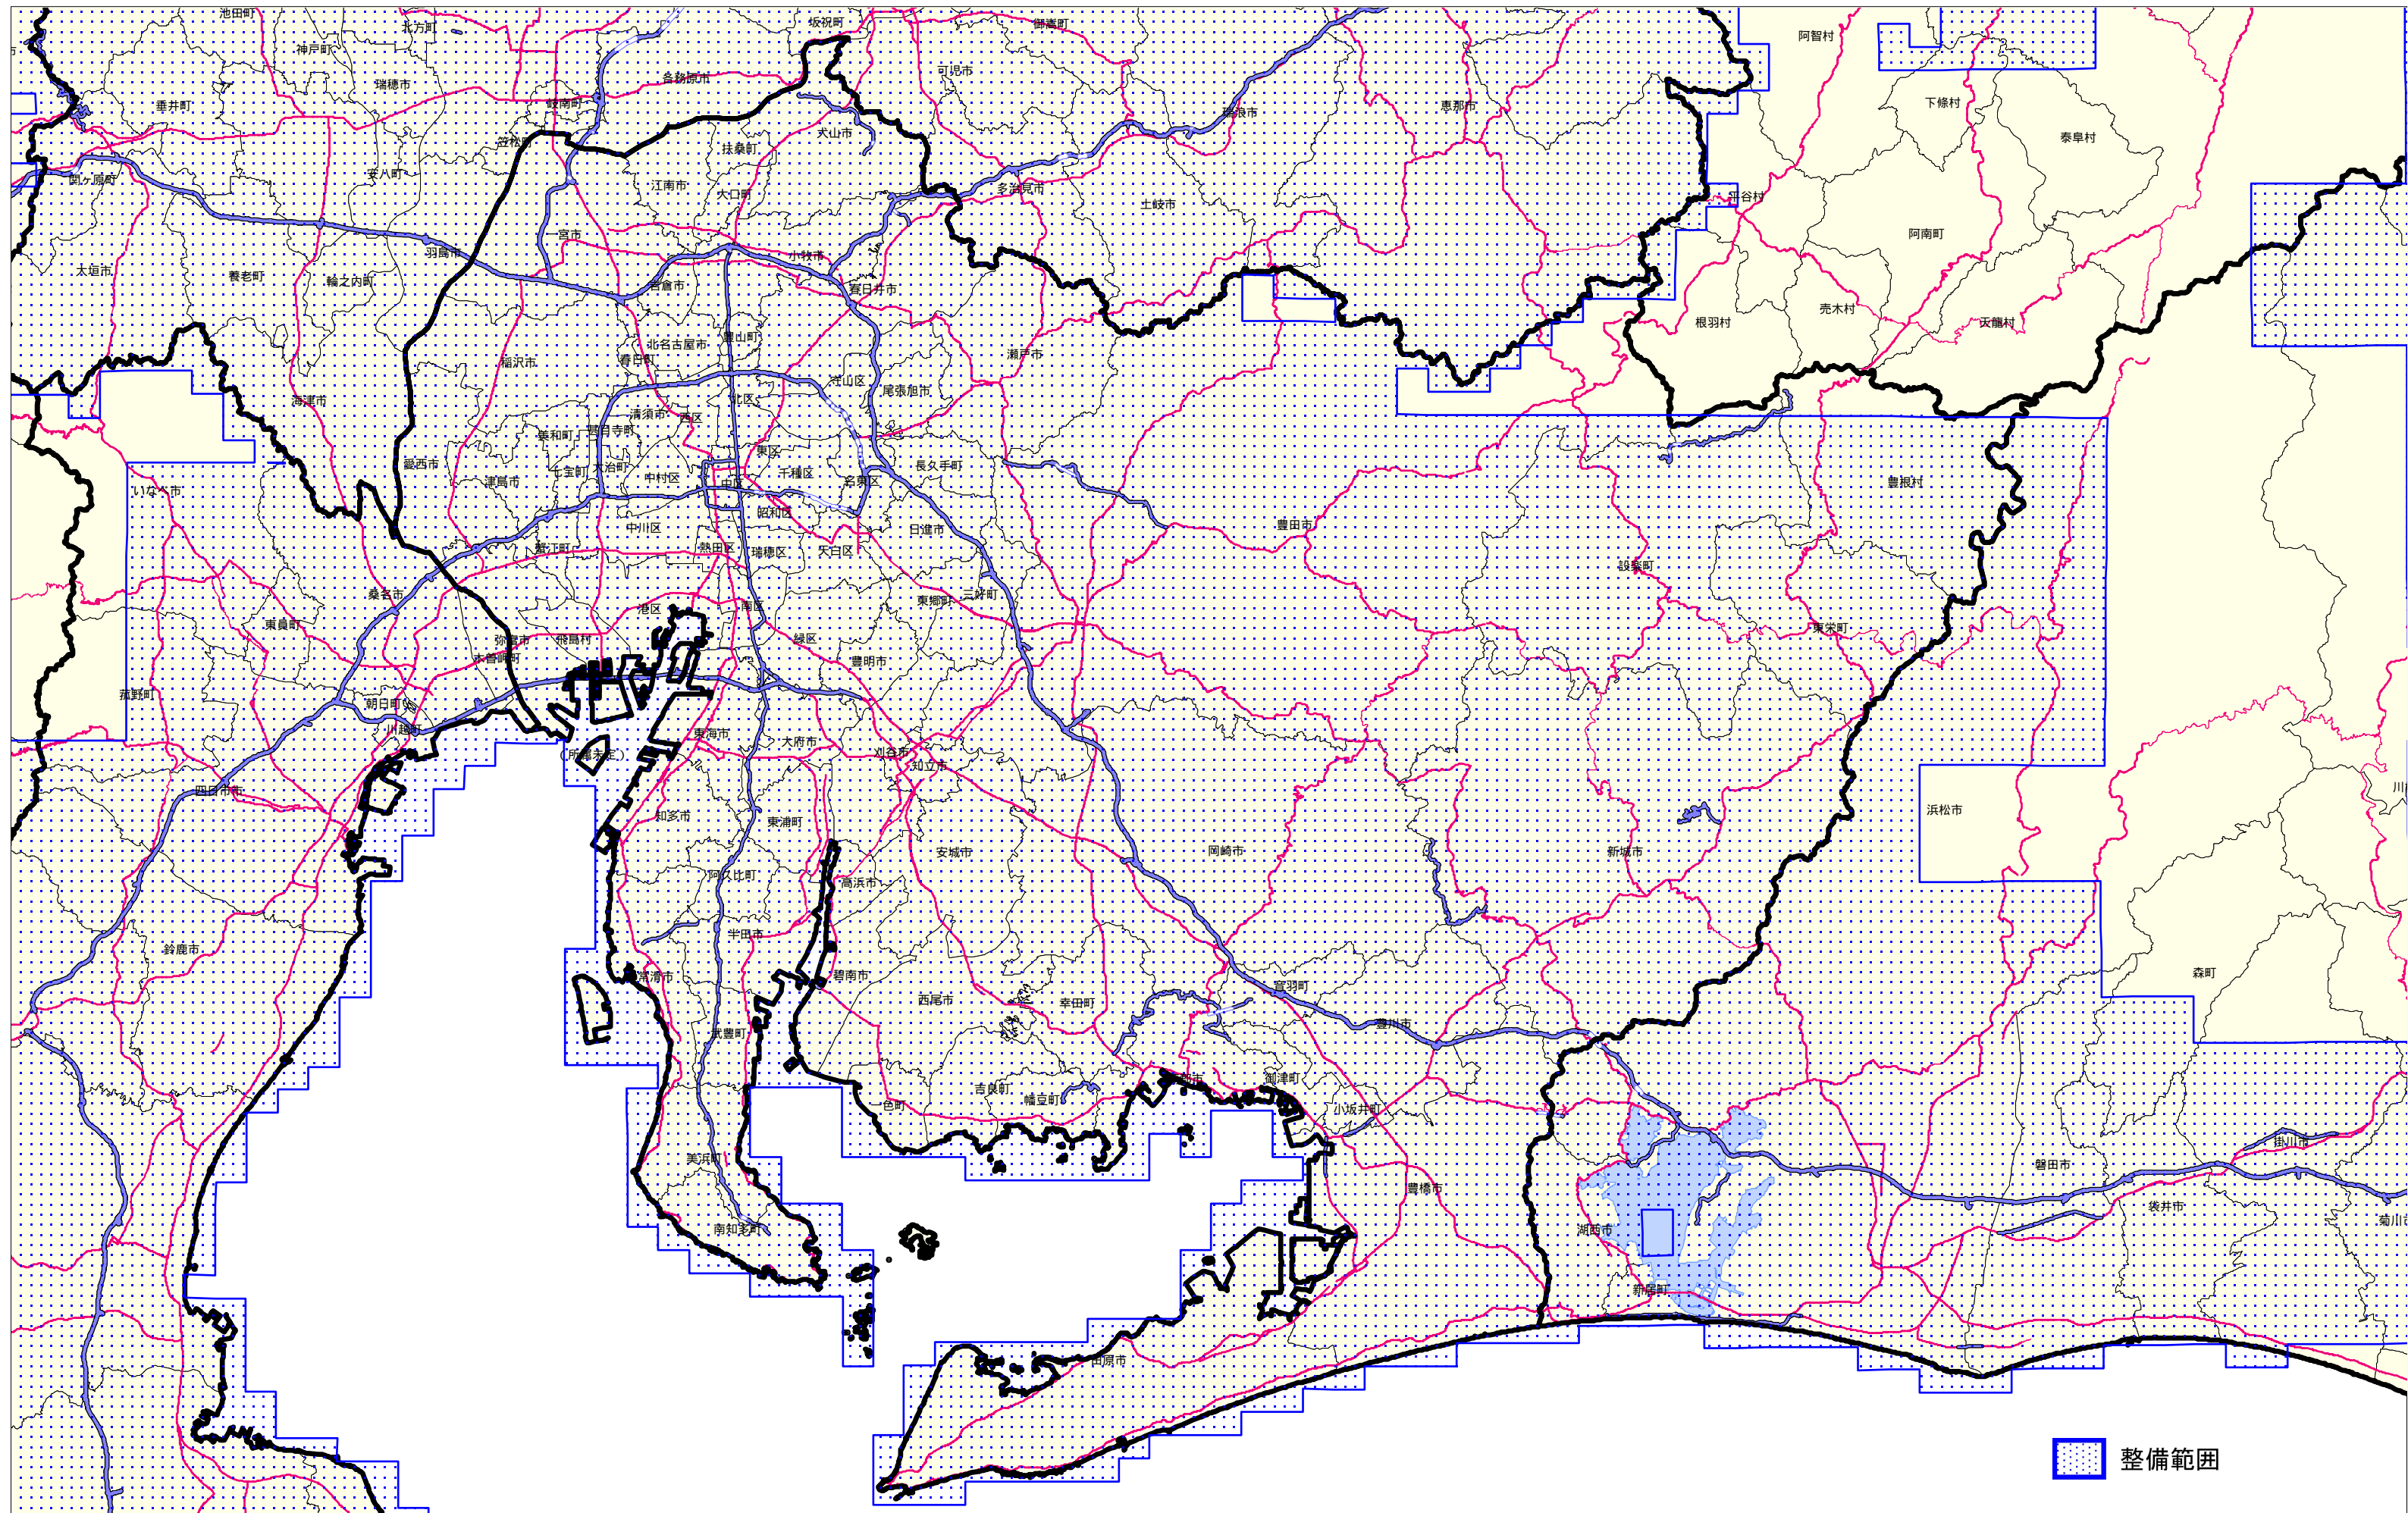 池田町
北方町
坂祝町
御嵩町
阿智村
神戸町
瑞穂市
各務原市
可児市
恵那市
瑞浪市
下條村
垂井町
岐南町
笠松町
犬山市
扶桑町
泰阜村
関ヶ原町
安八町
江南市
大口町
多治見市
土岐市
平谷村
阿南町
羽島市
一宮市
小牧市
大垣市
養老町
輪之内町
岩倉市
春日井市
売木村
根羽村
天龍村
豊山町
北名古屋市
春日町
稲沢市
瀬戸市
守山区
尾張旭市
海津市
北区
清須市
西区
美和町
甚目寺町
東区
愛西市
七宝町
大治町
中村区
千種区
長久手町
津島市
中区
名東区
いなべ市
豊根村
昭和区
中川区
日進市
豊田市
蟹江町
熱田区
瑞穂区
天白区
設楽町
桑名市
東郷町
三好町
港区
南区
東員町
弥富市
飛島村
緑区
東栄町
木曽岬町
豊明市
菰野町
朝日町
川越町
東海市
大府市
(所属未定)
刈谷市
知立市
四日市市
浜松市
知多市
東浦町
安城市
岡崎市
新城市
阿久比町
高浜市
半田市
鈴鹿市
常滑市
碧南市
森町
西尾市
幸田町
音羽町
武豊町
豊川市
御津町
吉良町
幡豆町
一色町
小坂井町
掛川市
美浜町
磐田市
豊橋市
袋井市
南知多町
湖西市
菊川市
新居町
田原市
整備範囲